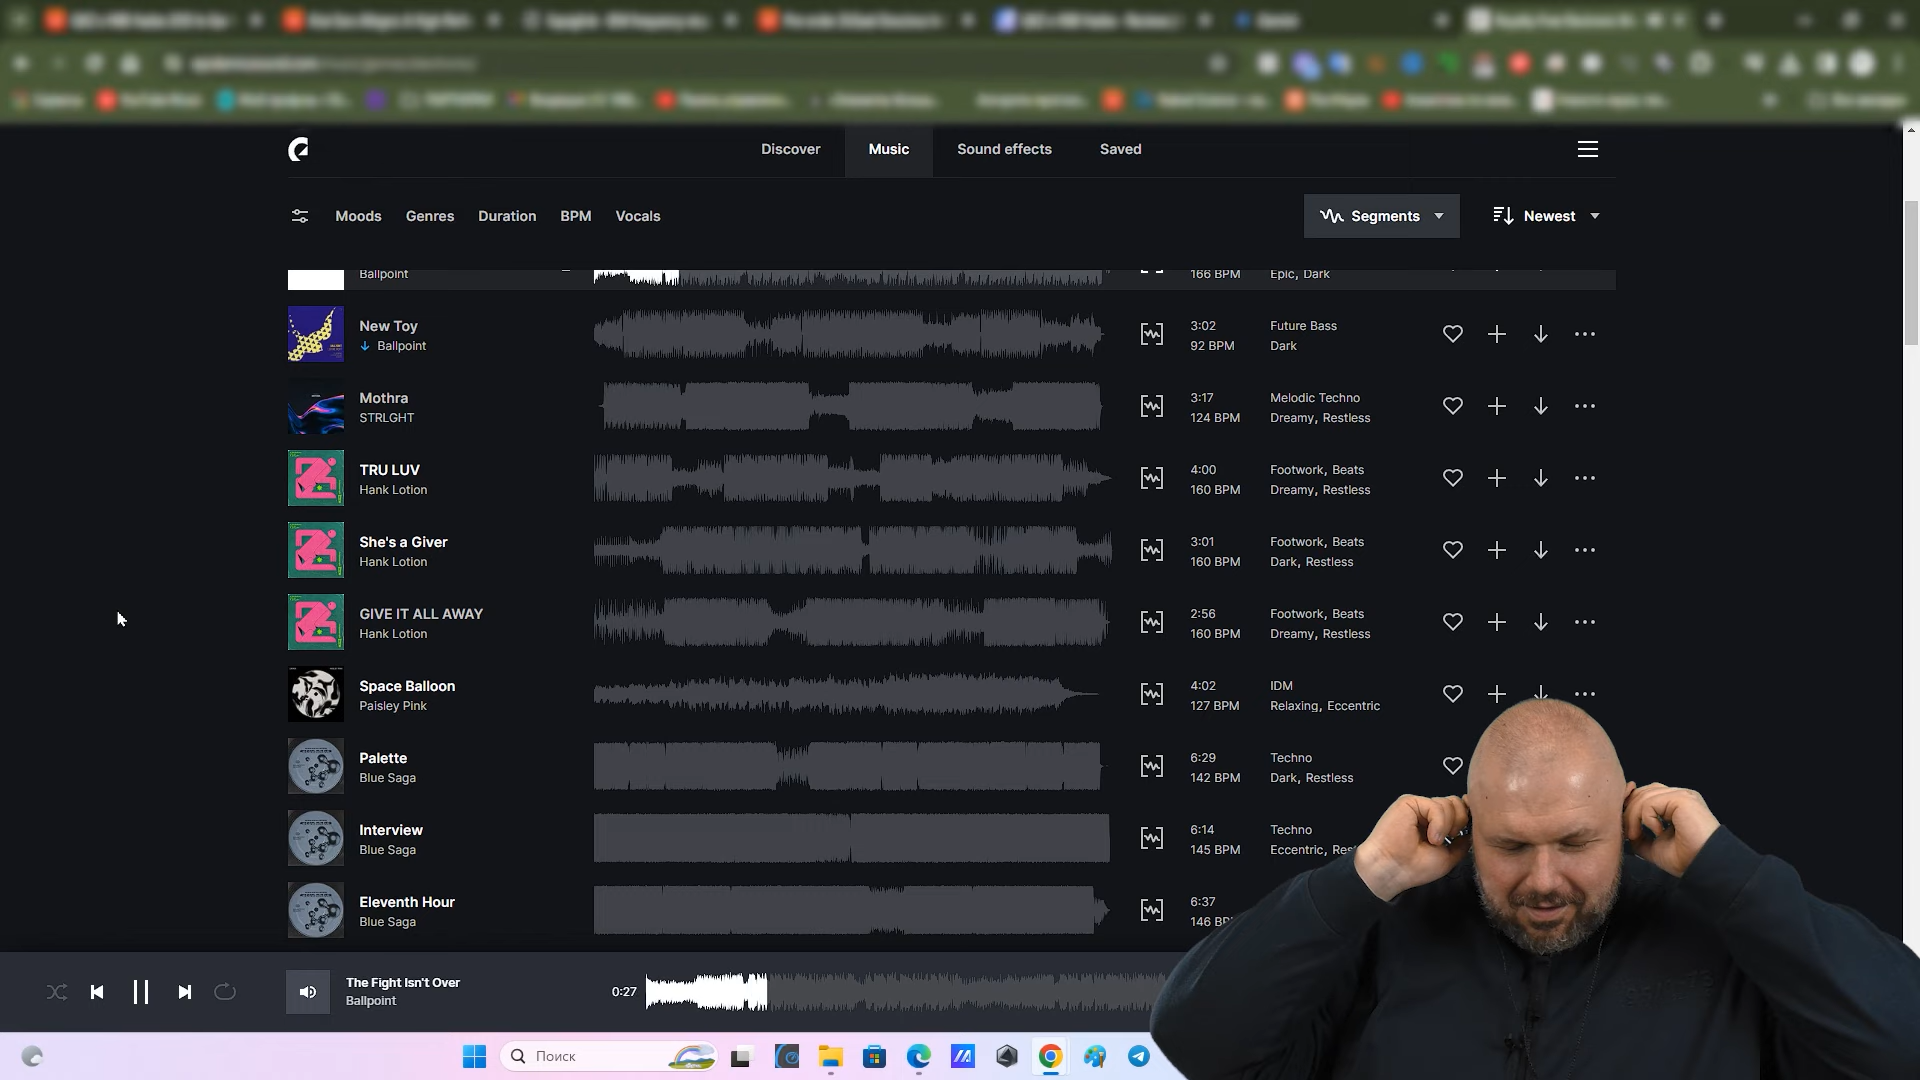 Discover
Music
Sound effects
Saved
Moods
Genres
Duration
BPM
Vocals
Segments
Newest
Ballpoint
166 BPM
Epic, Dark
New Toy
Ballpoint
3:02
92 BPM
Future Bass
Dark
Mothra
STRLGHT
3:17
124 BPM
Melodic Techno
Dreamy, Restless
TRU LUV
Hank Lotion
4:00
160 BPM
Footwork, Beats
Dreamy, Restless
She's a Giver
Hank Lotion
3:01
160 BPM
Footwork, Beats
Dark, Restless
GIVE IT ALL AWAY
Hank Lotion
2:56
160 BPM
Footwork, Beats
Dreamy, Restless
Space Balloon
Paisley Pink
4:02
127 BPM
IDM
Relaxing, Eccentric
Palette
Blue Saga
6:29
142 BPM
Techno
Dark, Restless
Interview
Blue Saga
6:14
145 BPM
Techno
Eccentric,
Eleventh Hour
Blue Saga
6:37
146
The Fight Isn't Over
Ballpoint
0:27
Поиск